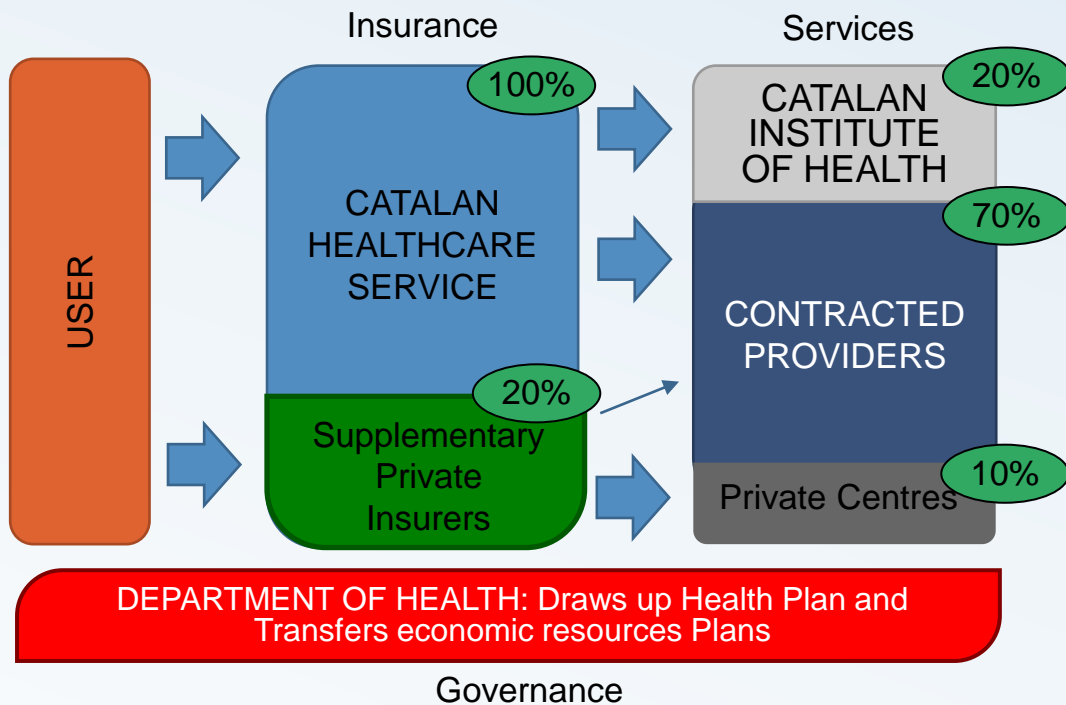 Insurance
Services
USER
100%
CATALAN
HEALTHCARE
SERVICE
20%
Supplementary
Private
Insurers
20%
CATALAN
INSTITUTE
OF HEALTH
70%
CONTRACTED
PROVIDERS
10%
Private Centres
DEPARTMENT OF HEALTH: Draws up Health Plan and
Transfers economic resources Plans
Governance